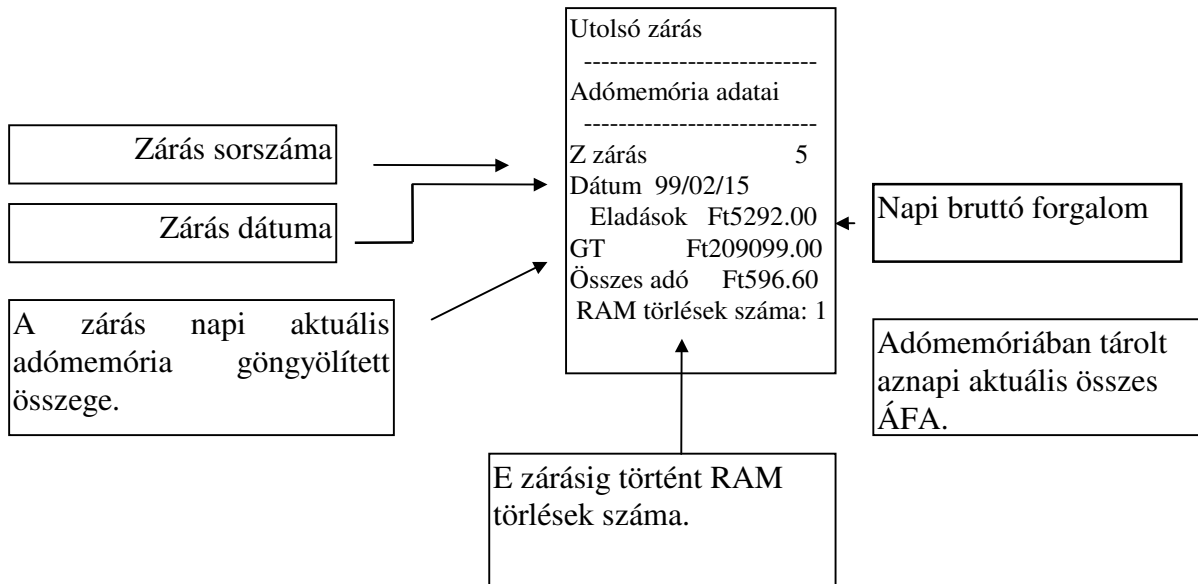 Utolsó zárás
---------------------------
Adómemória adatai
---------------------------
Z zárás 5
Dátum 99/02/15
Eladások Ft5292.00
GT Ft209099.00
Összes adó Ft596.60
RAM törlések száma: 1
Zárás sorszáma
Zárás dátuma
A zárás napi aktuális
adómemória göngyölített
összege.
Napi bruttó forgalom
Adómemóriában tárolt
aznapi aktuális összes
ÁFA.
E zárásig történt RAM
törlések száma.